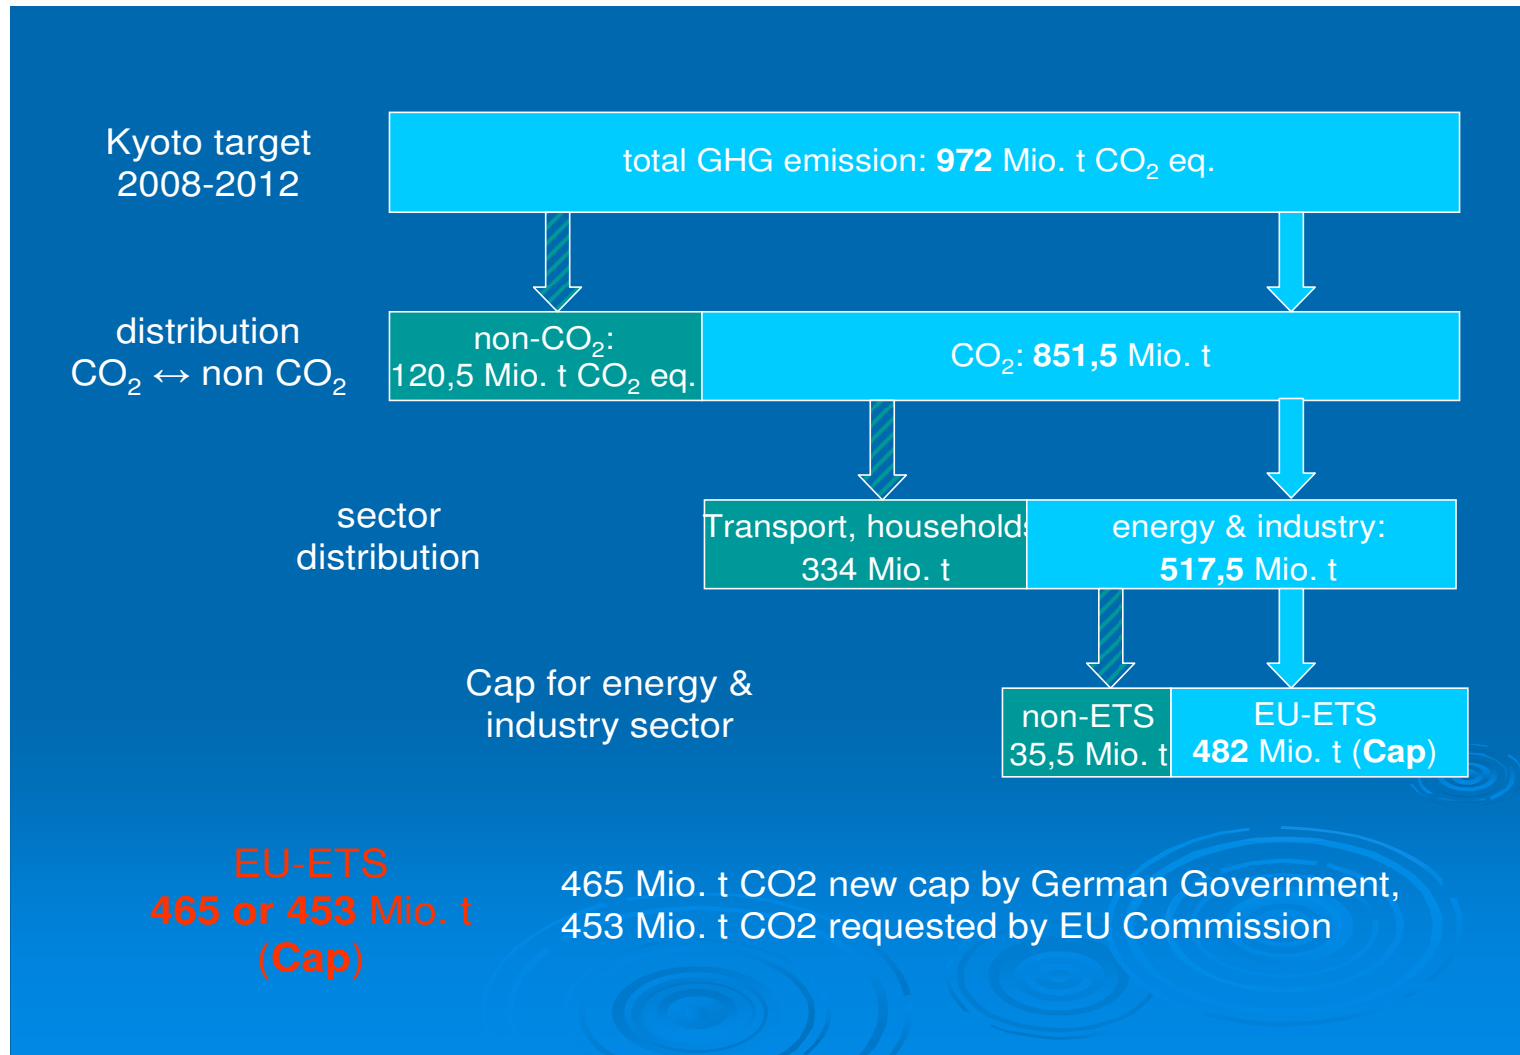 Kyoto target
2008-2012
total GHG emission: 972 Mio. t CO₂ eq.
distribution
CO₂ ↔ non CO₂
non-CO₂:
120,5 Mio. t CO₂ eq.
CO₂: 851,5 Mio. t
sector
distribution
Transport, households
334 Mio. t
energy & industry:
517,5 Mio. t
Cap for energy &
industry sector
non-ETS
35,5 Mio. t
EU-ETS
482 Mio. t (Cap)
EU-ETS
465 or 453 Mio. t
(Cap)
465 Mio. t CO2 new cap by German Government,
453 Mio. t CO2 requested by EU Commission